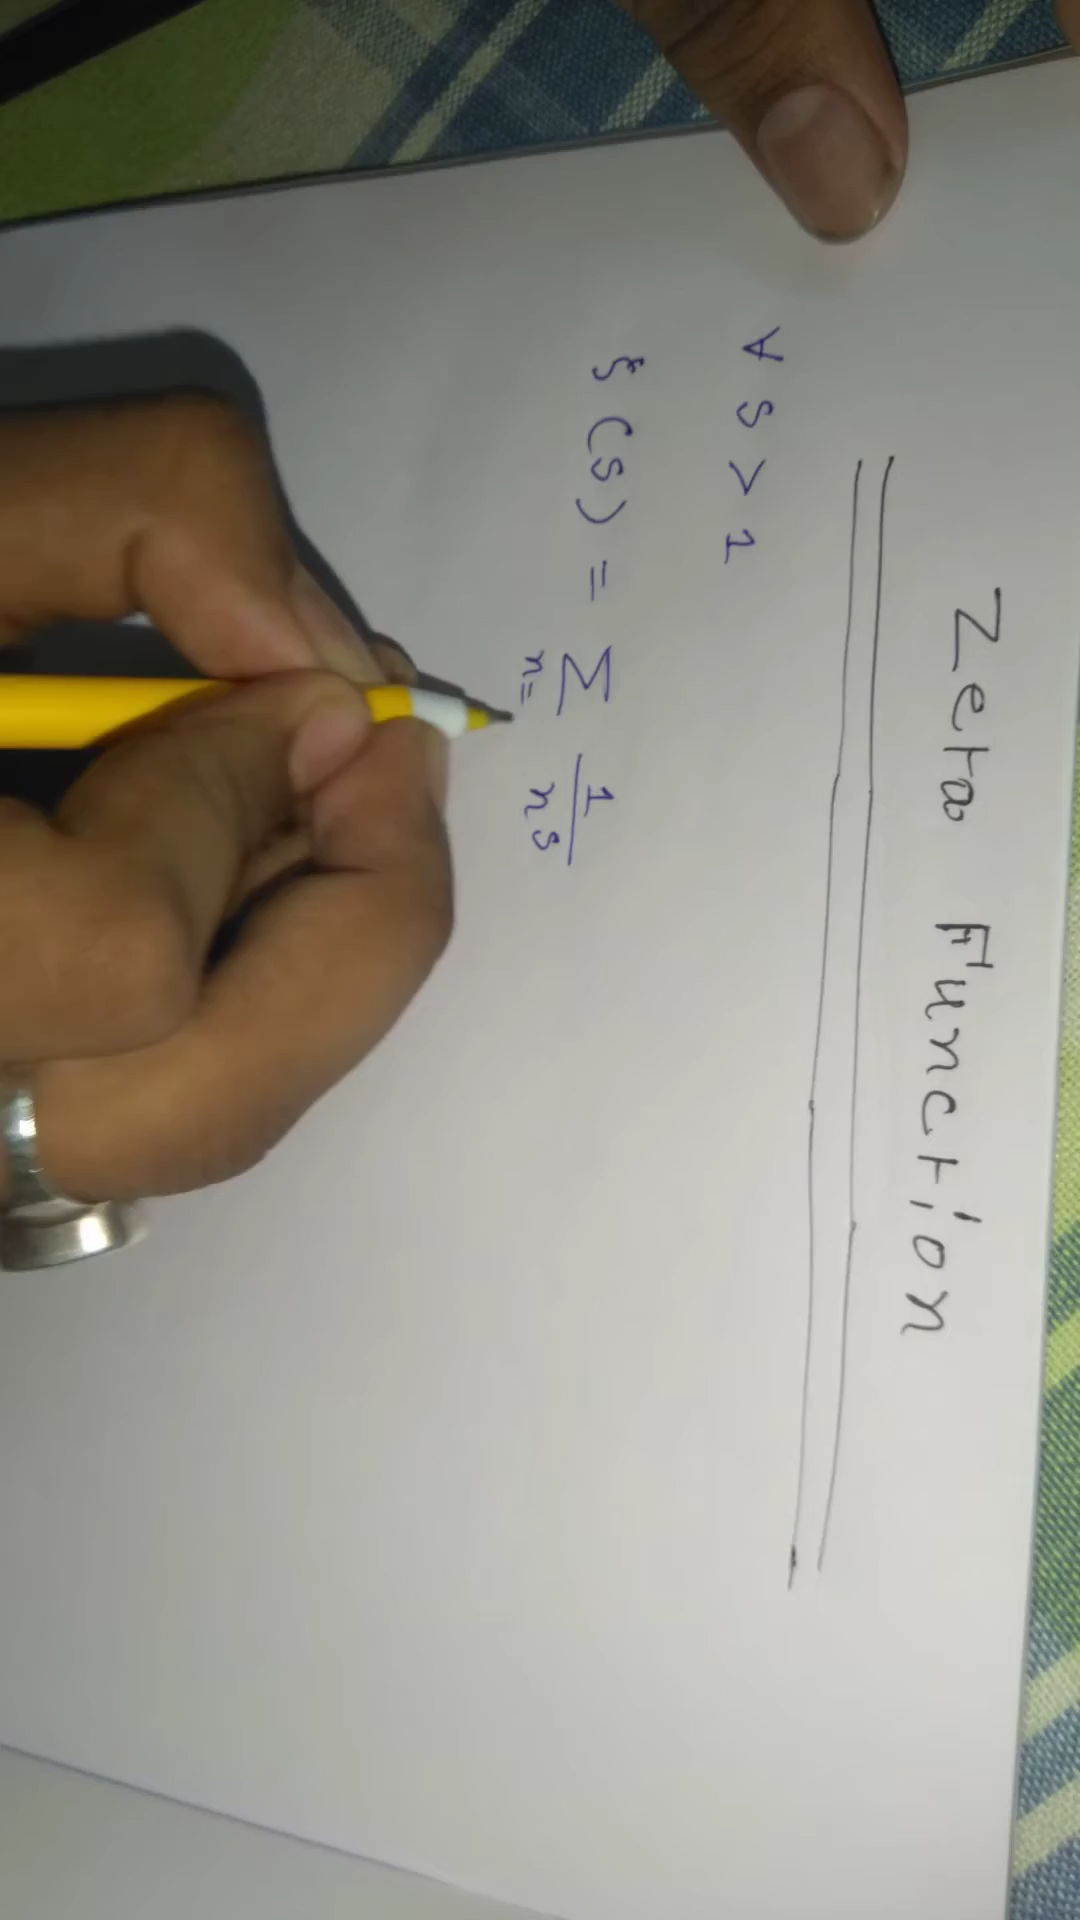 Zeta Function
∀ S > 1
ξ(S) = Σ 1/n^s
n=